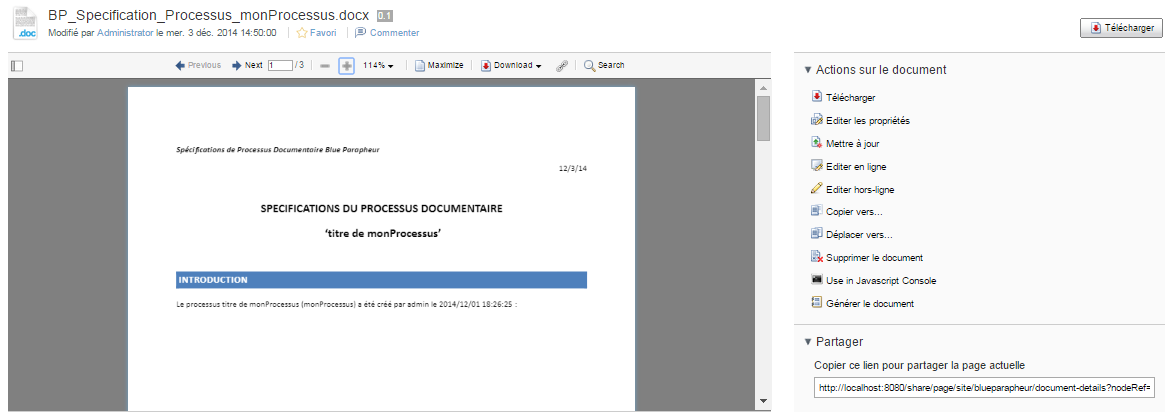 BP_Specification_Processus_monProcessus.docx 0.1
.doc
Modifié par Administrator le mer. 3 déc. 2014 14:50:00 Favori Commenter
Télécharger
Previous Next 1 / 3 114% Maximize Download Search
Spécifications de Processus Documentaire Blue Parapheur
12/3/14
SPECIFICATIONS DU PROCESSUS DOCUMENTAIRE
‘titre de monProcessus’
INTRODUCTION
Le processus titre de monProcessus (monProcessus) a été créé par admin le 2014/12/01 18:26:25 :
Actions sur le document
Télécharger
Editer les propriétés
Mettre à jour
Editer en ligne
Editer hors-ligne
Copier vers...
Déplacer vers...
Supprimer le document
Use in Javascript Console
Générer le document
Partager
Copier ce lien pour partager la page actuelle
http://localhost:8080/share/page/site/blueparapheur/document-details?nodeRef=